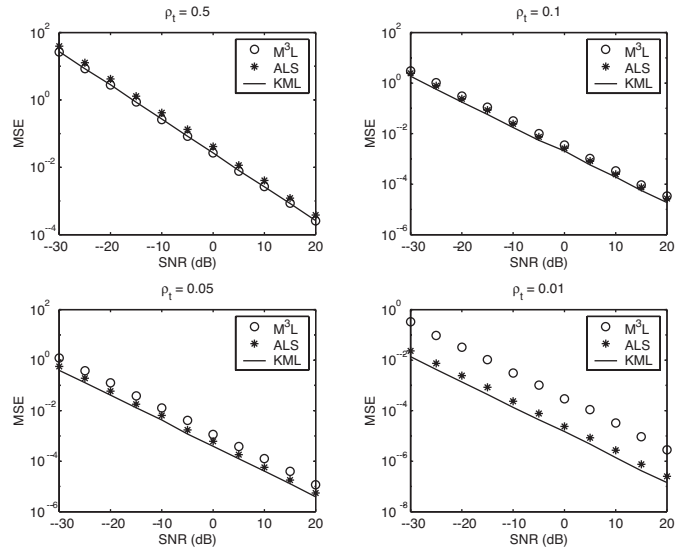 ρt = 0.5
10^2
10^0
10^-2
10^-4
MSE
M^3L
ALS
KML
--30 --20 --10 0 10 20
SNR (dB)
ρt = 0.1
10^2
10^0
10^-2
10^-4
10^-6
MSE
M^3L
ALS
KML
--30 --20 --10 0 10 20
SNR (dB)
ρt = 0.05
10^2
10^0
10^-2
10^-4
10^-6
MSE
M^3L
ALS
KML
--30 --20 --10 0 10 20
SNR (dB)
ρt = 0.01
10^0
10^-2
10^-4
10^-6
10^-8
MSE
M^3L
ALS
KML
--30 --20 --10 0 10 20
SNR (dB)